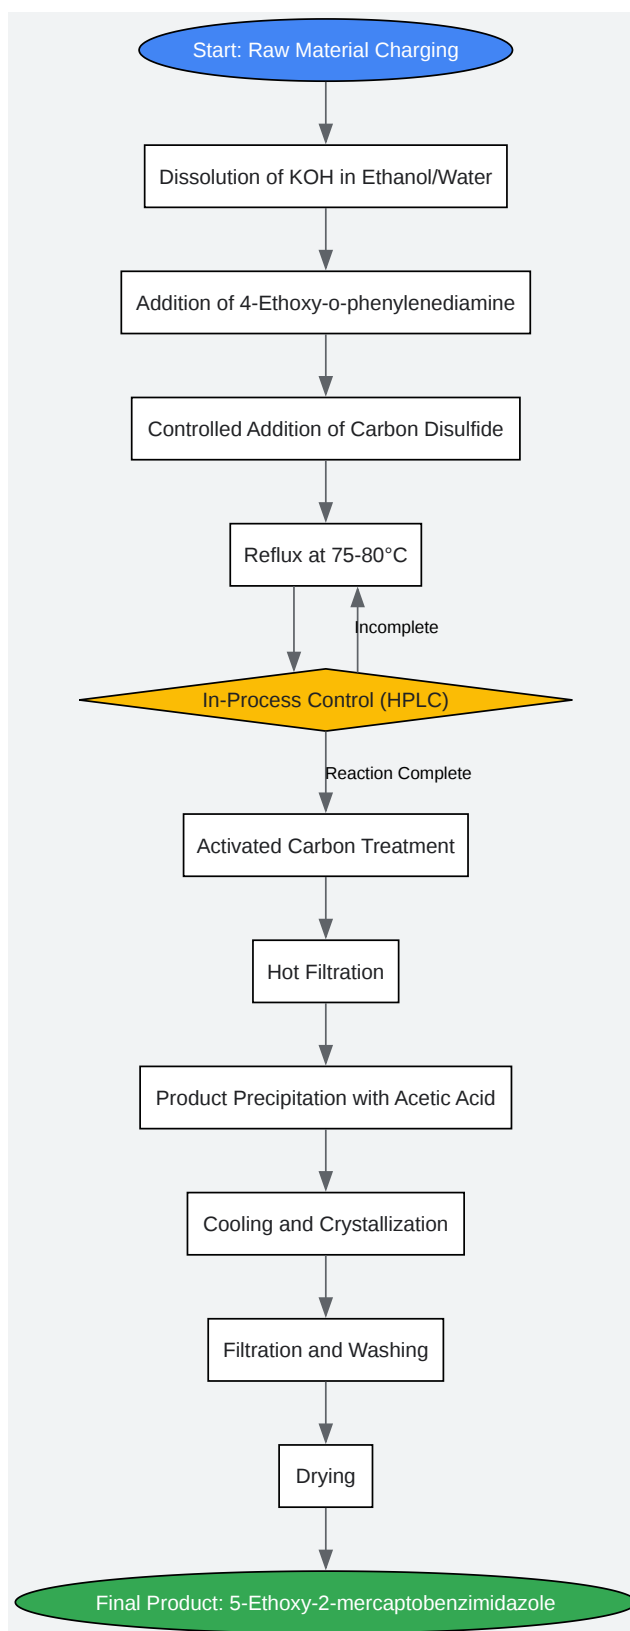 Start: Raw Material Charging
Dissolution of KOH in Ethanol/Water
Addition of 4-Ethoxy-o-phenylenediamine
Controlled Addition of Carbon Disulfide
Reflux at 75-80°C
Incomplete
In-Process Control (HPLC)
Reaction Complete
Activated Carbon Treatment
Hot Filtration
Product Precipitation with Acetic Acid
Cooling and Crystallization
Filtration and Washing
Drying
Final Product: 5-Ethoxy-2-mercaptobenzimidazole